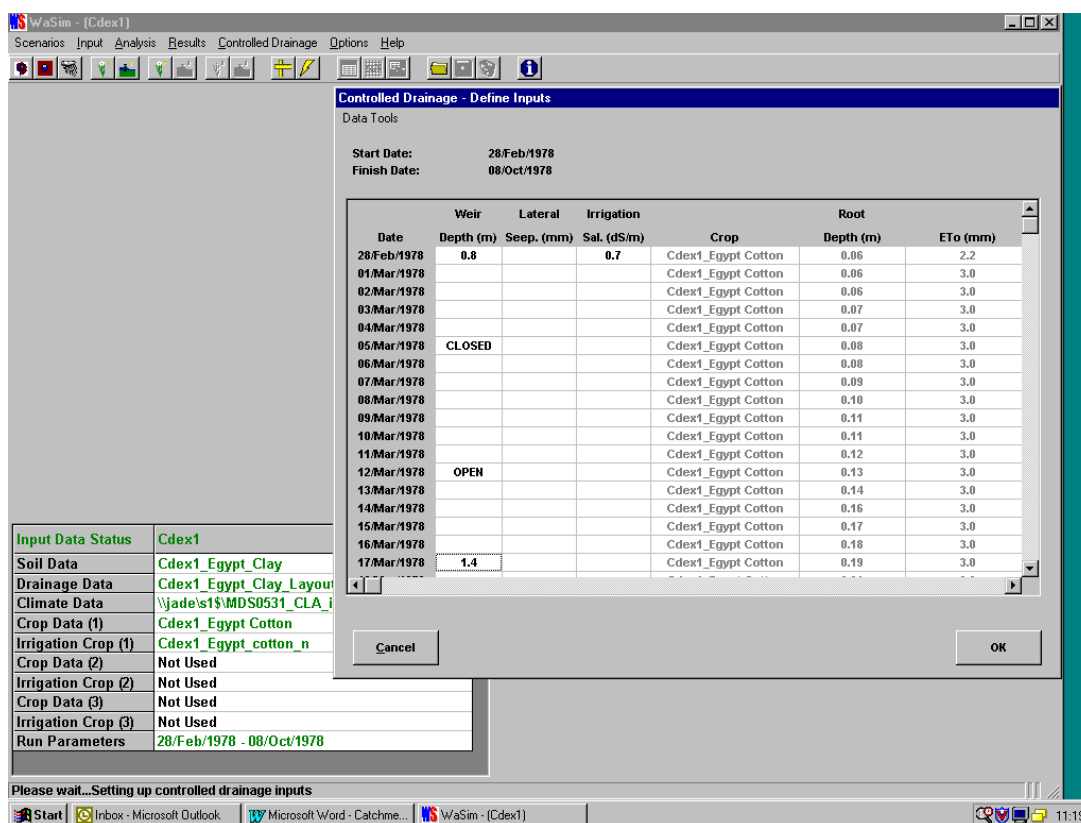 WaSim - (Cdex1)
Scenarios Input Analysis Results Controlled Drainage Options Help
Controlled Drainage - Define Inputs
Data Tools
Start Date: 28/Feb/1978
Finish Date: 08/Oct/1978
Weir Lateral Irrigation Root
Date Depth (m) Seep. (mm) Sal. (dS/m) Crop Depth (m) ETo (mm)
28/Feb/1978 0.8 0.7 Cdex1_Egypt Cotton 0.06 2.2
01/Mar/1978 Cdex1_Egypt Cotton 0.06 3.0
02/Mar/1978 Cdex1_Egypt Cotton 0.06 3.0
03/Mar/1978 Cdex1_Egypt Cotton 0.07 3.0
04/Mar/1978 Cdex1_Egypt Cotton 0.07 3.0
05/Mar/1978 CLOSED Cdex1_Egypt Cotton 0.08 3.0
06/Mar/1978 Cdex1_Egypt Cotton 0.08 3.0
07/Mar/1978 Cdex1_Egypt Cotton 0.09 3.0
08/Mar/1978 Cdex1_Egypt Cotton 0.10 3.0
09/Mar/1978 Cdex1_Egypt Cotton 0.11 3.0
10/Mar/1978 Cdex1_Egypt Cotton 0.11 3.0
11/Mar/1978 Cdex1_Egypt Cotton 0.12 3.0
12/Mar/1978 OPEN Cdex1_Egypt Cotton 0.13 3.0
13/Mar/1978 Cdex1_Egypt Cotton 0.14 3.0
14/Mar/1978 Cdex1_Egypt Cotton 0.16 3.0
15/Mar/1978 Cdex1_Egypt Cotton 0.17 3.0
16/Mar/1978 Cdex1_Egypt Cotton 0.18 3.0
17/Mar/1978 1.4 Cdex1_Egypt Cotton 0.19 3.0
Cancel OK
Input Data Status Cdex1
Soil Data Cdex1_Egypt_Clay
Drainage Data Cdex1_Egypt_Clay_Layout
Climate Data \\jade\s1$\MDS0531_CLA_i
Crop Data (1) Cdex1_Egypt Cotton
Irrigation Crop (1) Cdex1_Egypt_cotton_n
Crop Data (2) Not Used
Irrigation Crop (2) Not Used
Crop Data (3) Not Used
Irrigation Crop (3) Not Used
Run Parameters 28/Feb/1978 - 08/Oct/1978
Please wait...Setting up controlled drainage inputs
Start Inbox - Microsoft Outlook Microsoft Word - Catchme... WaSim - (Cdex1) 11:19